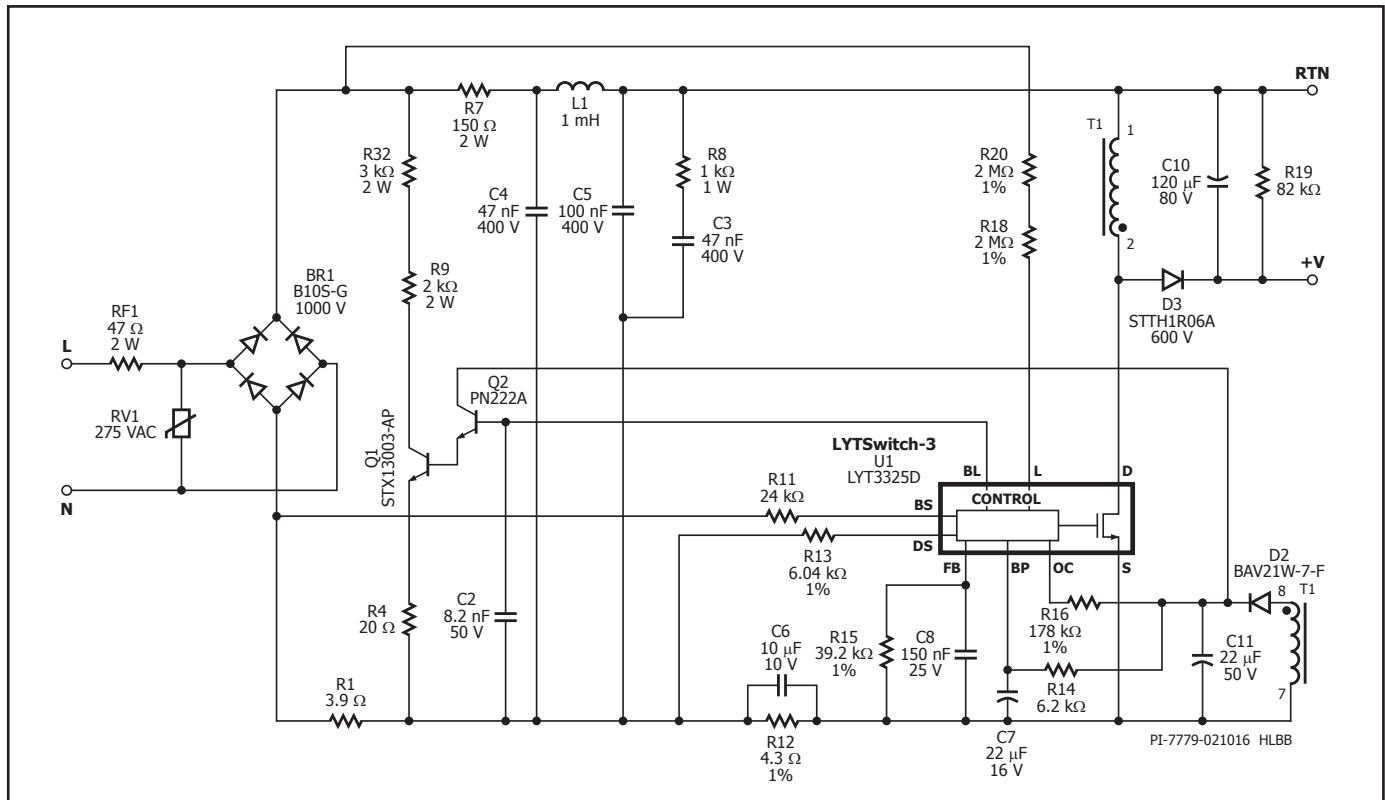 RTN
R7
150 Ω
2 W
L1
1 mH
R32
3 kΩ
2 W
C4
47 nF
400 V
C5
100 nF
400 V
R8
1 kΩ
1 W
C3
47 nF
400 V
R20
2 MΩ
1%
R18
2 MΩ
1%
T1
1
2
C10
120 μF
80 V
R19
82 kΩ
+V
D3
STTH1R06A
600 V
BR1
B10S-G
1000 V
R9
2 kΩ
2 W
RF1
47 Ω
2 W
L
RV1
275 VAC
N
Q2
PN222A
Q1
STX13003-AP
LYTSwitch-3
U1
LYT3325D
BL
L
D
CONTROL
BS
DS
FB
BP
OC
S
R11
24 kΩ
R13
6.04 kΩ
1%
D2
BAV21W-7-F
8
T1
7
R4
20 Ω
C2
8.2 nF
50 V
C6
10 μF
10 V
R15
39.2 kΩ
1%
C8
150 nF
25 V
R16
178 kΩ
1%
R14
6.2 kΩ
C11
22 μF
50 V
R1
3.9 Ω
R12
4.3 Ω
1%
C7
22 μF
16 V
PI-7779-021016 HLBB